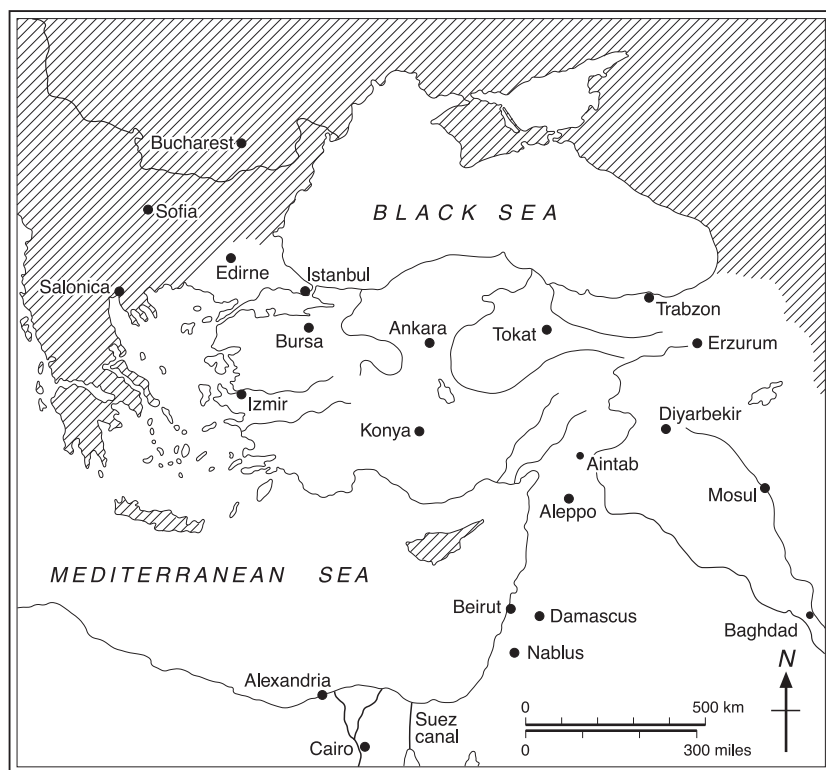 Bucharest
Sofia
BLACK SEA
Edirne
Istanbul
Salonica
Trabzon
Bursa
Ankara
Tokat
Erzurum
Izmir
Konya
Diyarbekir
Aintab
Mosul
Aleppo
MEDITERRANEAN SEA
Beirut
Damascus
Baghdad
Nablus
N
Alexandria
0 500 km
Suez
canal
Cairo
0 300 miles